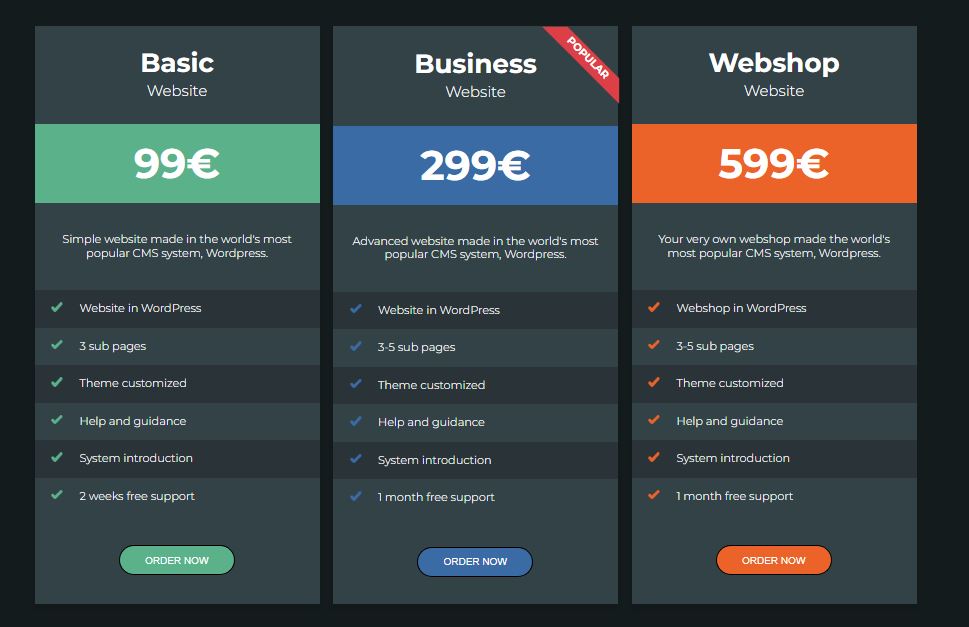 Basic
Website
99€
Simple website made in the world's most
popular CMS system, Wordpress.
Website in WordPress
3 sub pages
Theme customized
Help and guidance
System introduction
2 weeks free support
ORDER NOW
POPULAR
Business
Website
299€
Advanced website made in the world's most
popular CMS system, Wordpress.
Website in WordPress
3-5 sub pages
Theme customized
Help and guidance
System introduction
1 month free support
ORDER NOW
Webshop
Website
599€
Your very own webshop made the world's
most popular CMS system, Wordpress.
Webshop in WordPress
3-5 sub pages
Theme customized
Help and guidance
System introduction
1 month free support
ORDER NOW